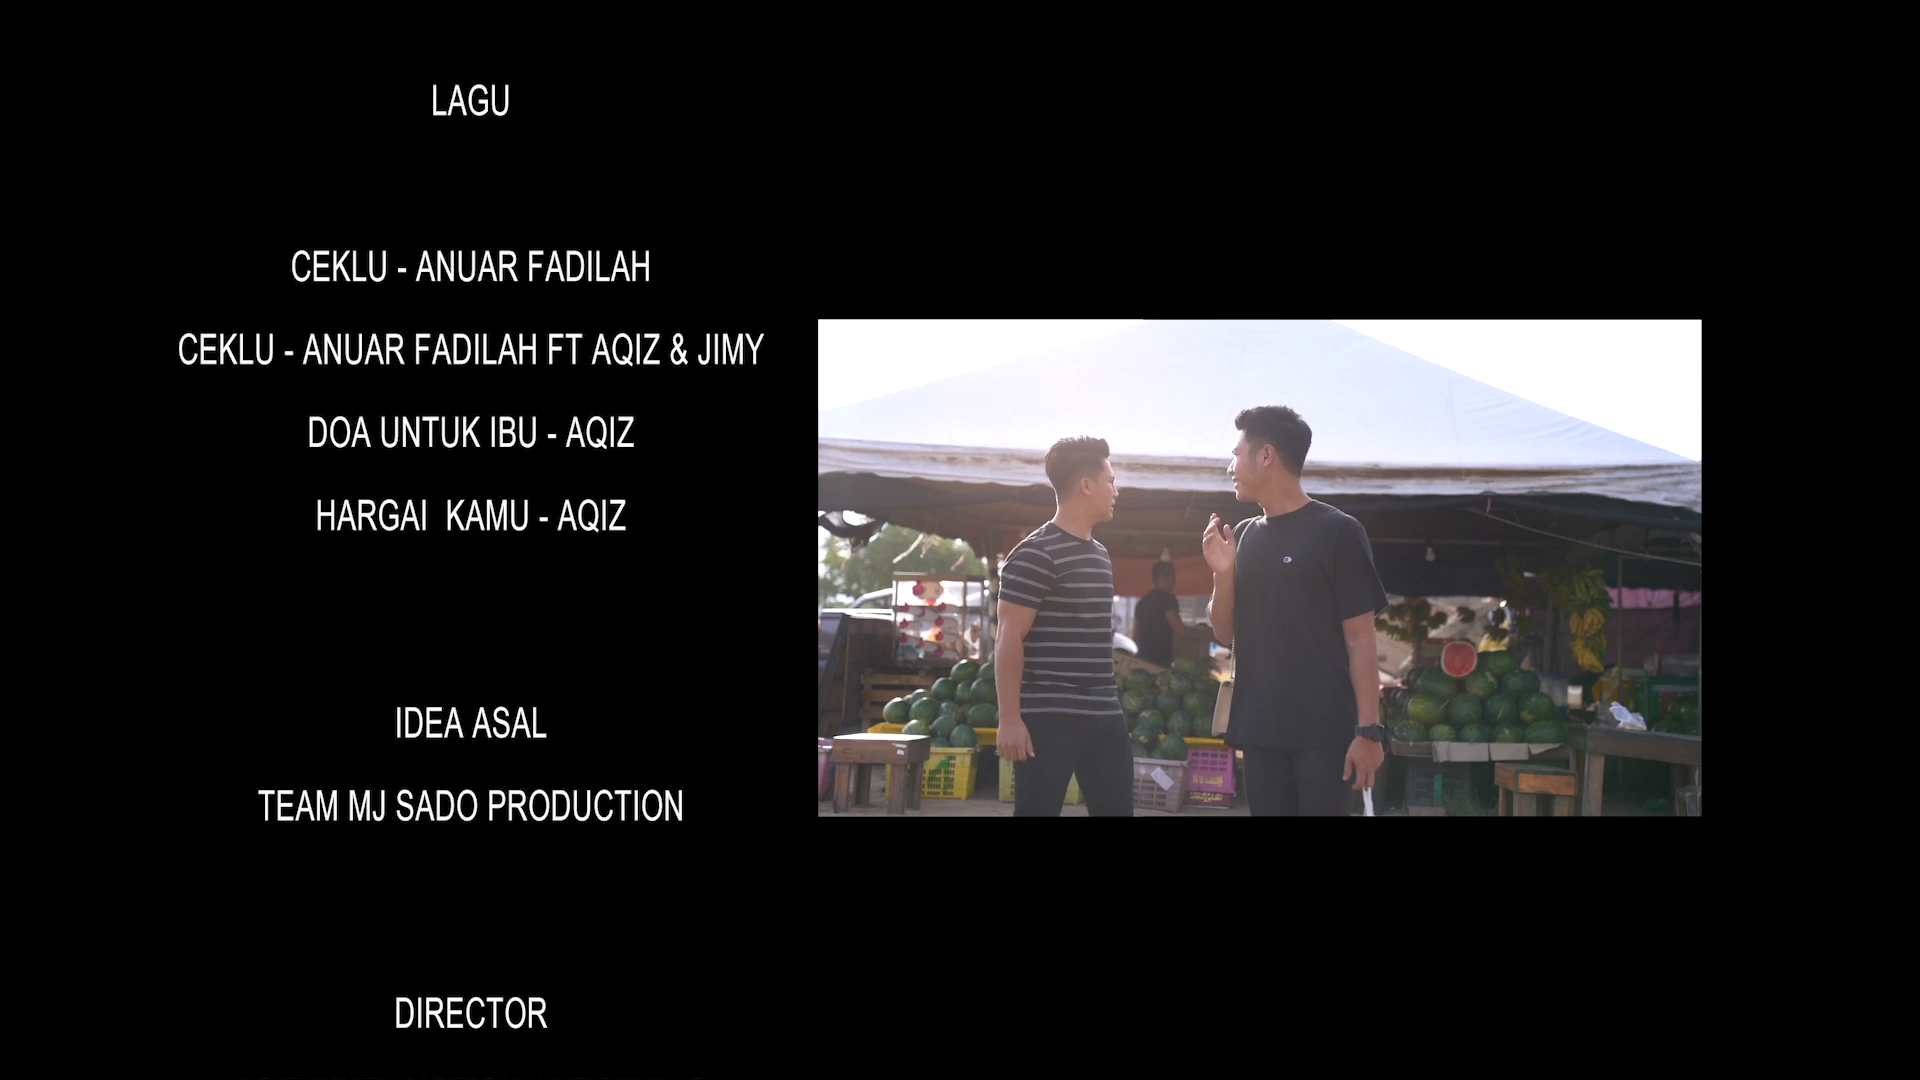 LAGU
CEKLU - ANUAR FADILAH
CEKLU - ANUAR FADILAH FT AQIZ & JIMY
DOA UNTUK IBU - AQIZ
HARGAI  KAMU - AQIZ
IDEA ASAL
TEAM MJ SADO PRODUCTION
DIRECTOR